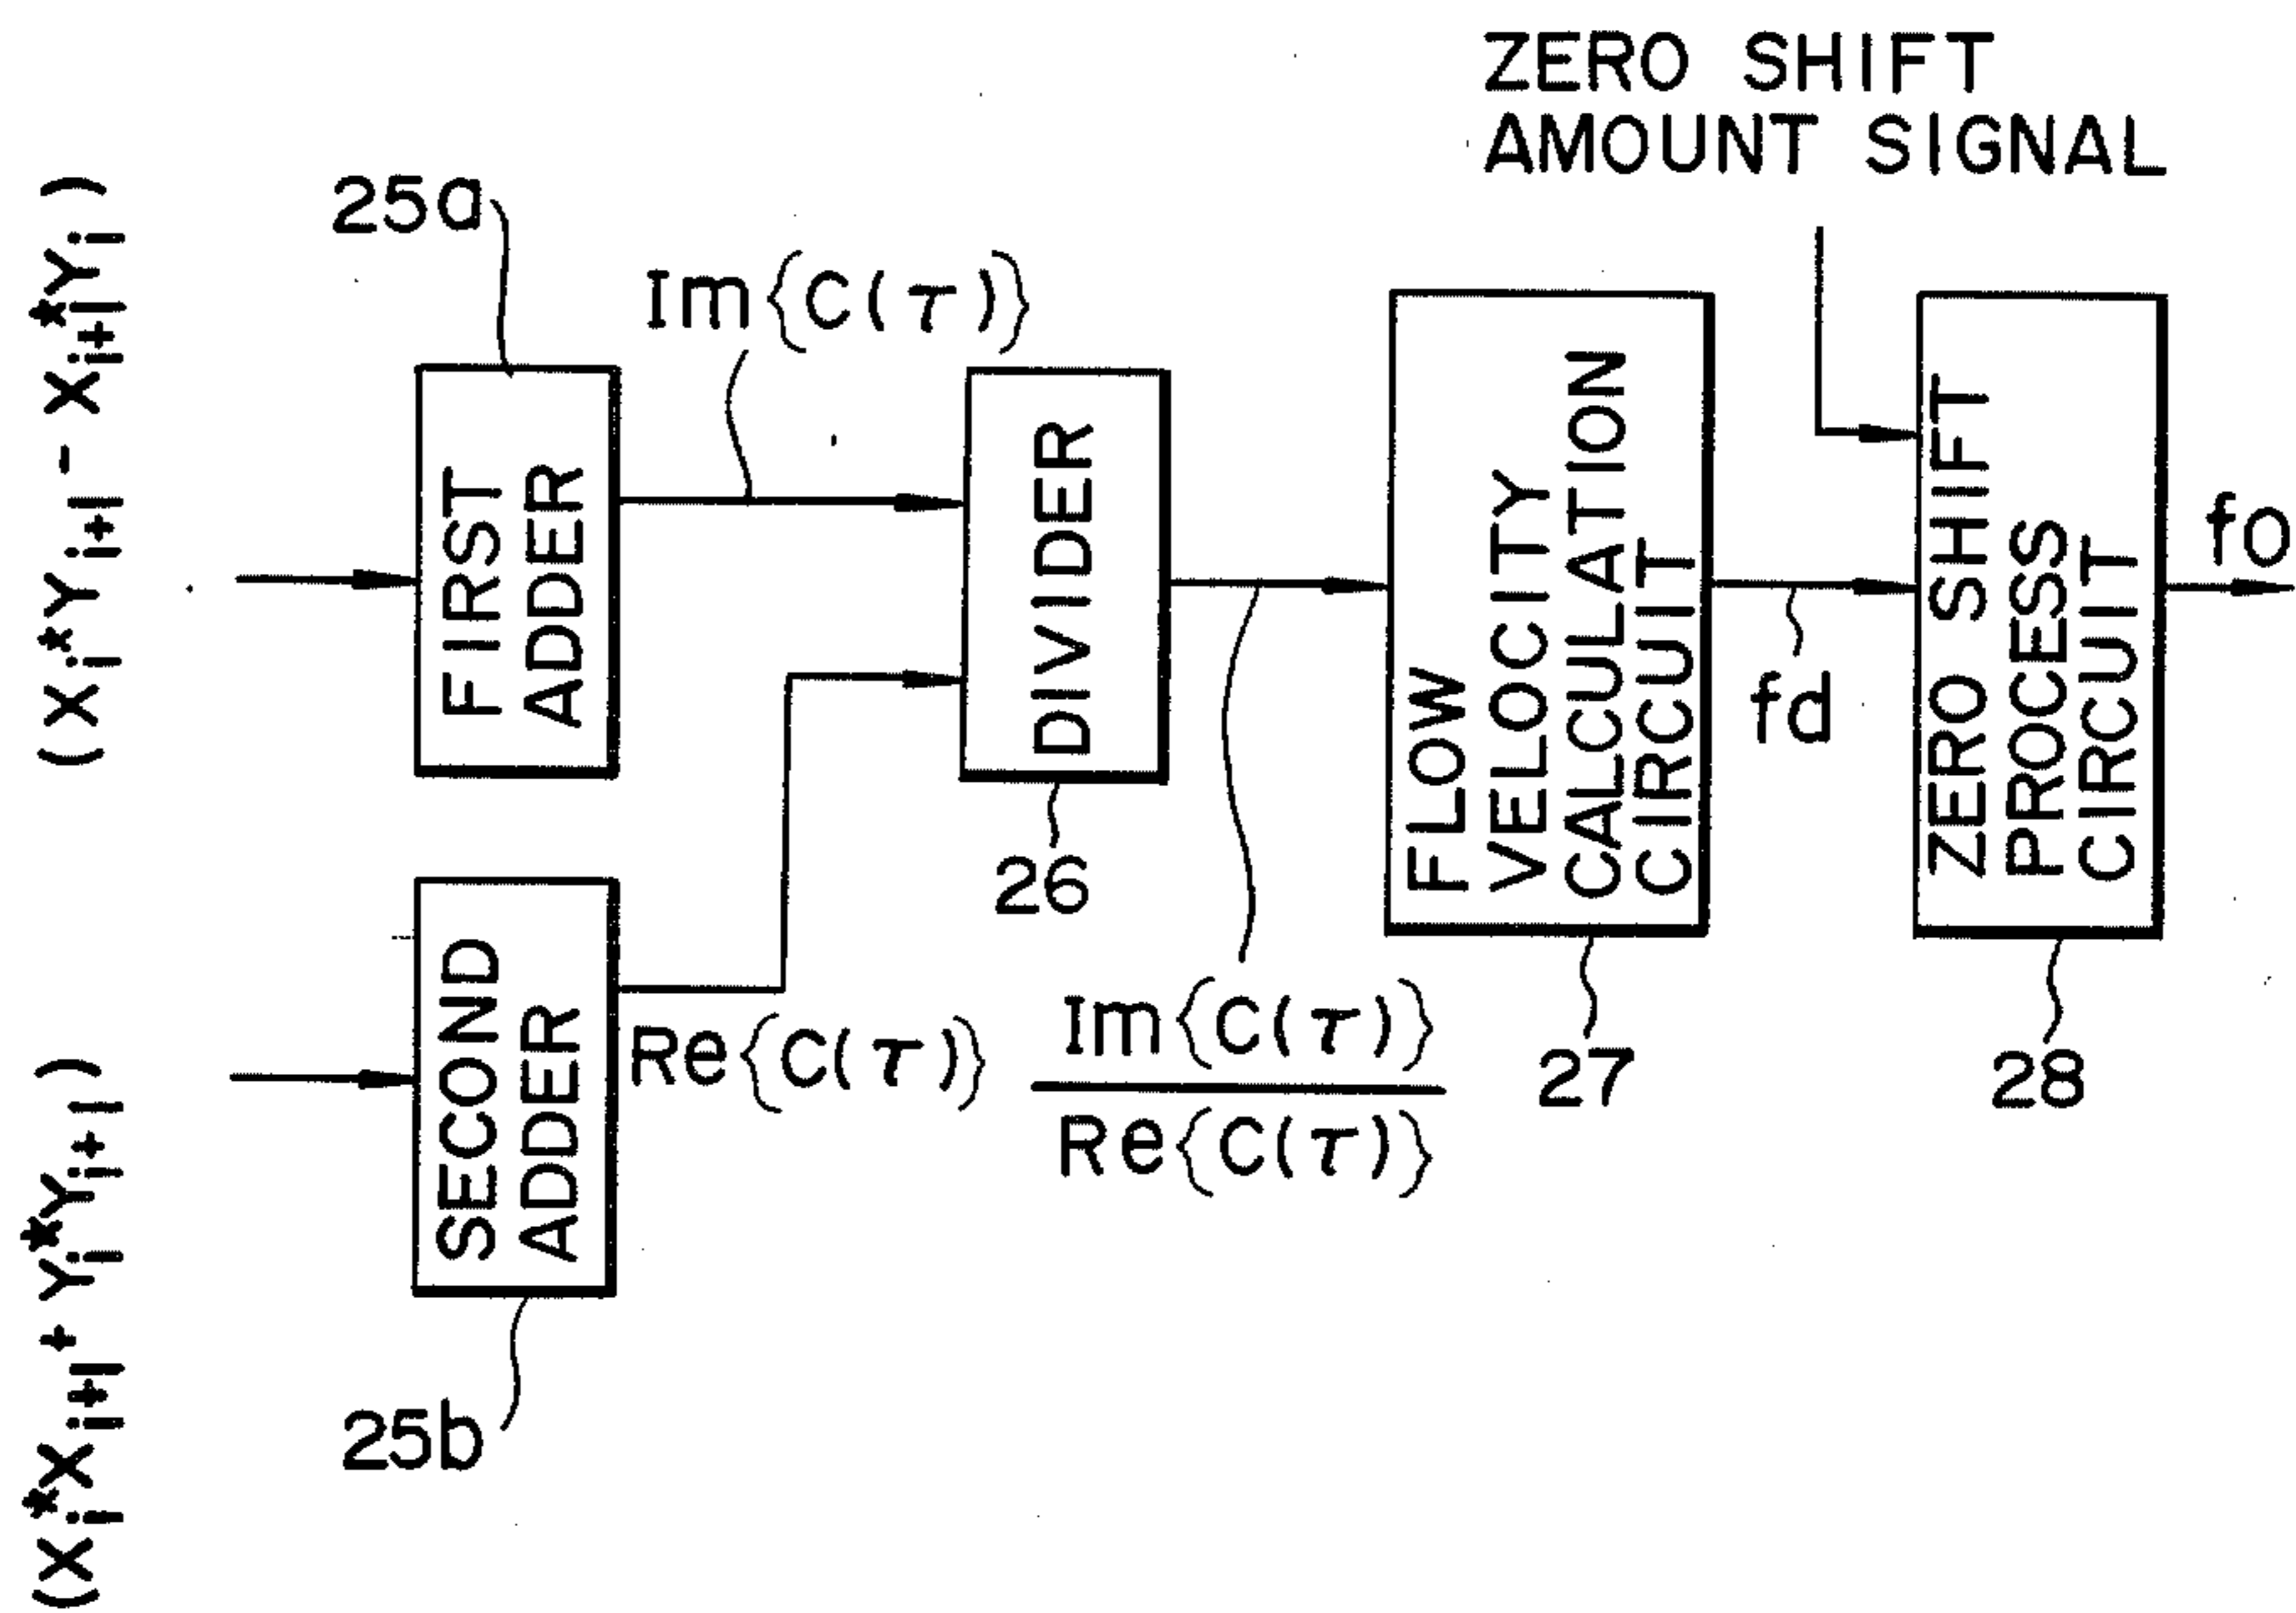 ZERO SHIFT
AMOUNT SIGNAL
25a
(Xi*Yi+1 - Xi+1*Yi)
Im{C(τ)}
FIRST
ADDER
DIVIDER
FLOW
VELOCITY
CALCULATION
CIRCUIT
ZERO SHIFT
PROCESS
CIRCUIT
fo
fd
26
(Xi*Xi+1 + Yi*Yi+1)
SECOND
ADDER
Re{C(τ)}
Im{C(τ)}
Re{C(τ)}
27
28
25b